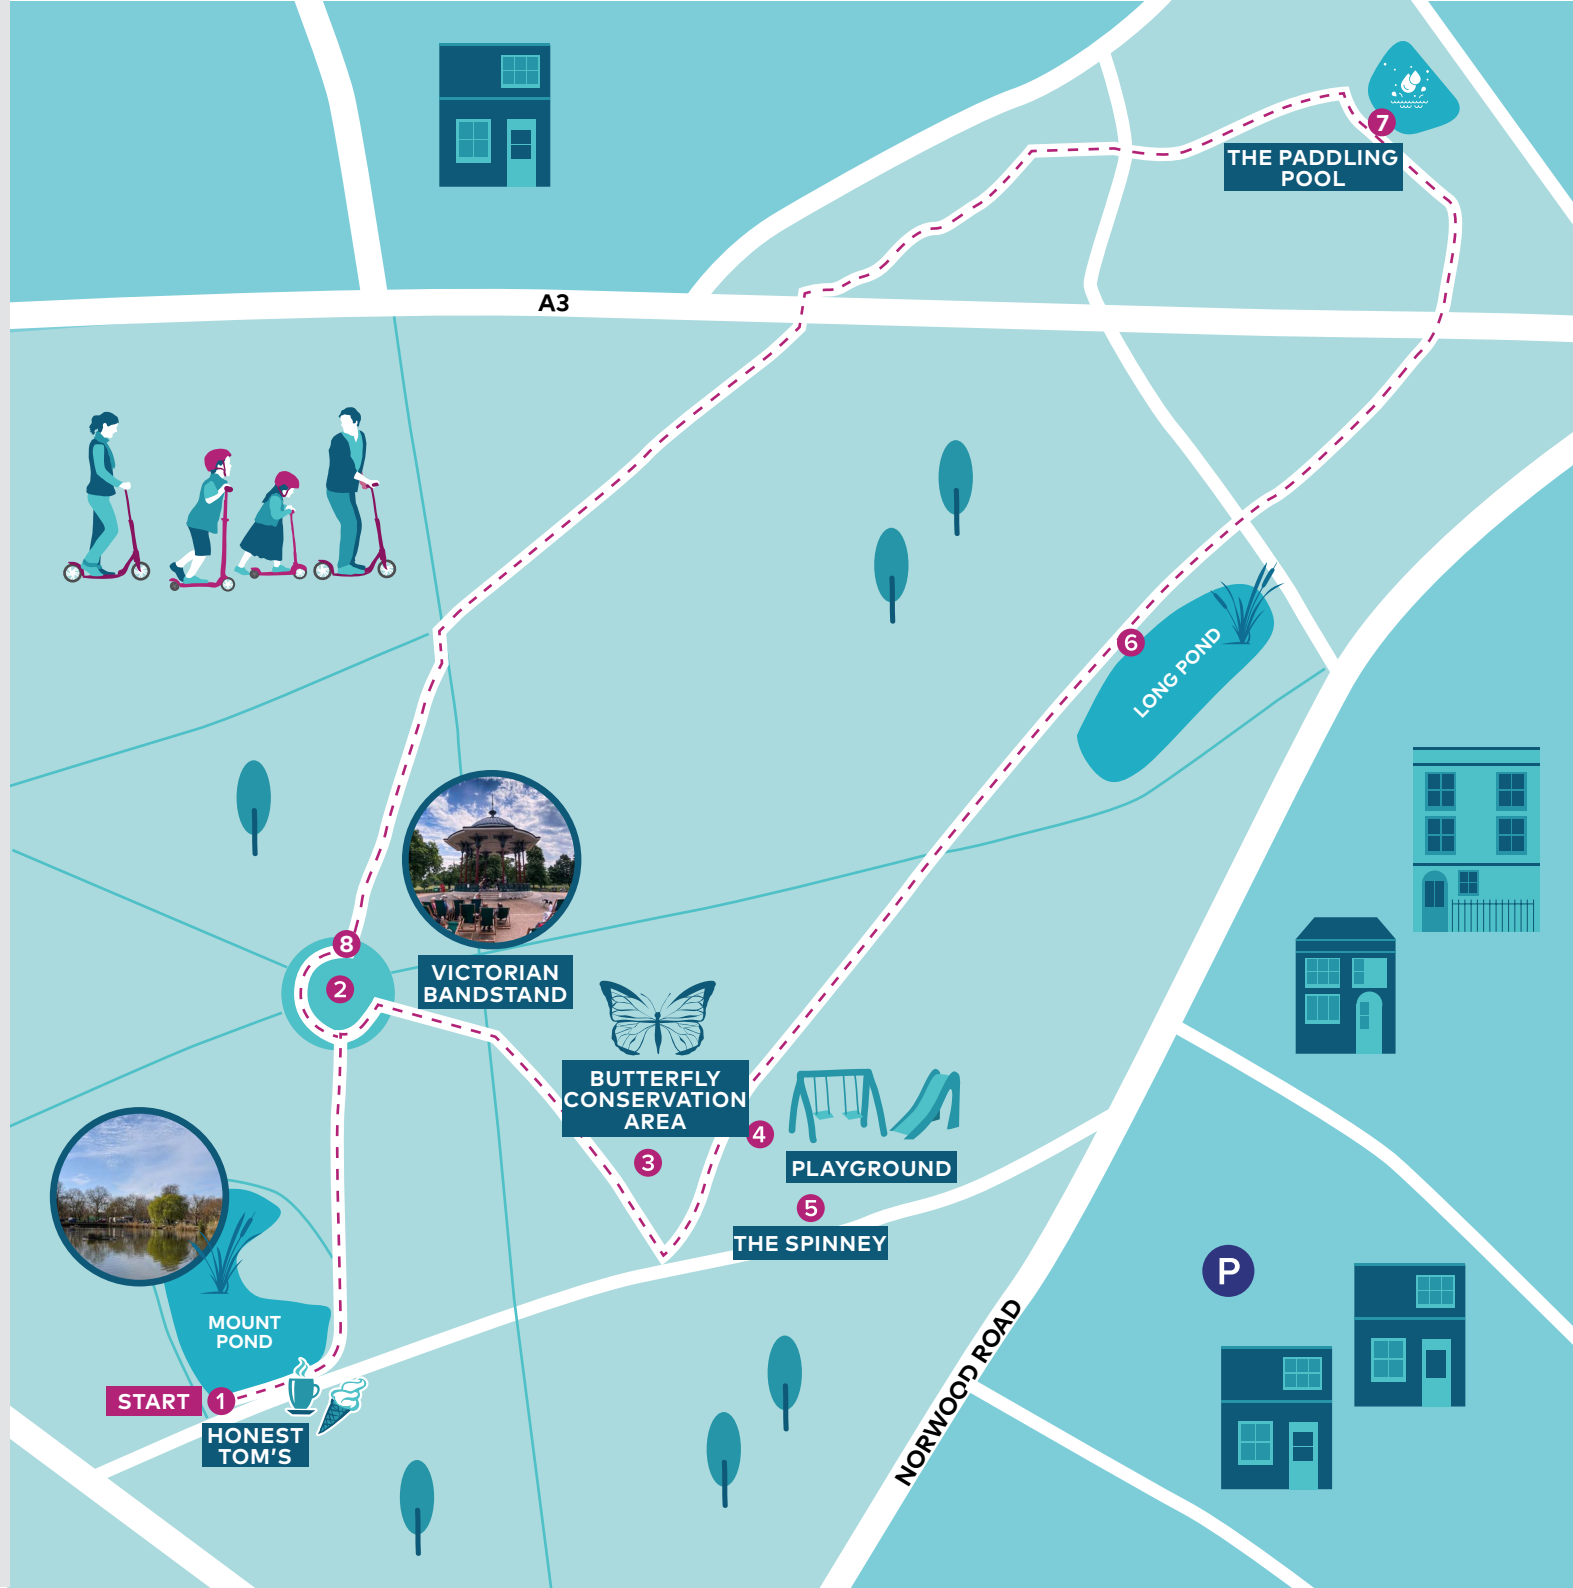 7
THE PADDLING
POOL
A3
6
LONG POND
8
2
VICTORIAN
BANDSTAND
BUTTERFLY
CONSERVATION
AREA
3
4
PLAYGROUND
5
THE SPINNEY
P
NORWOOD ROAD
MOUNT
POND
START
1
HONEST
TOM'S